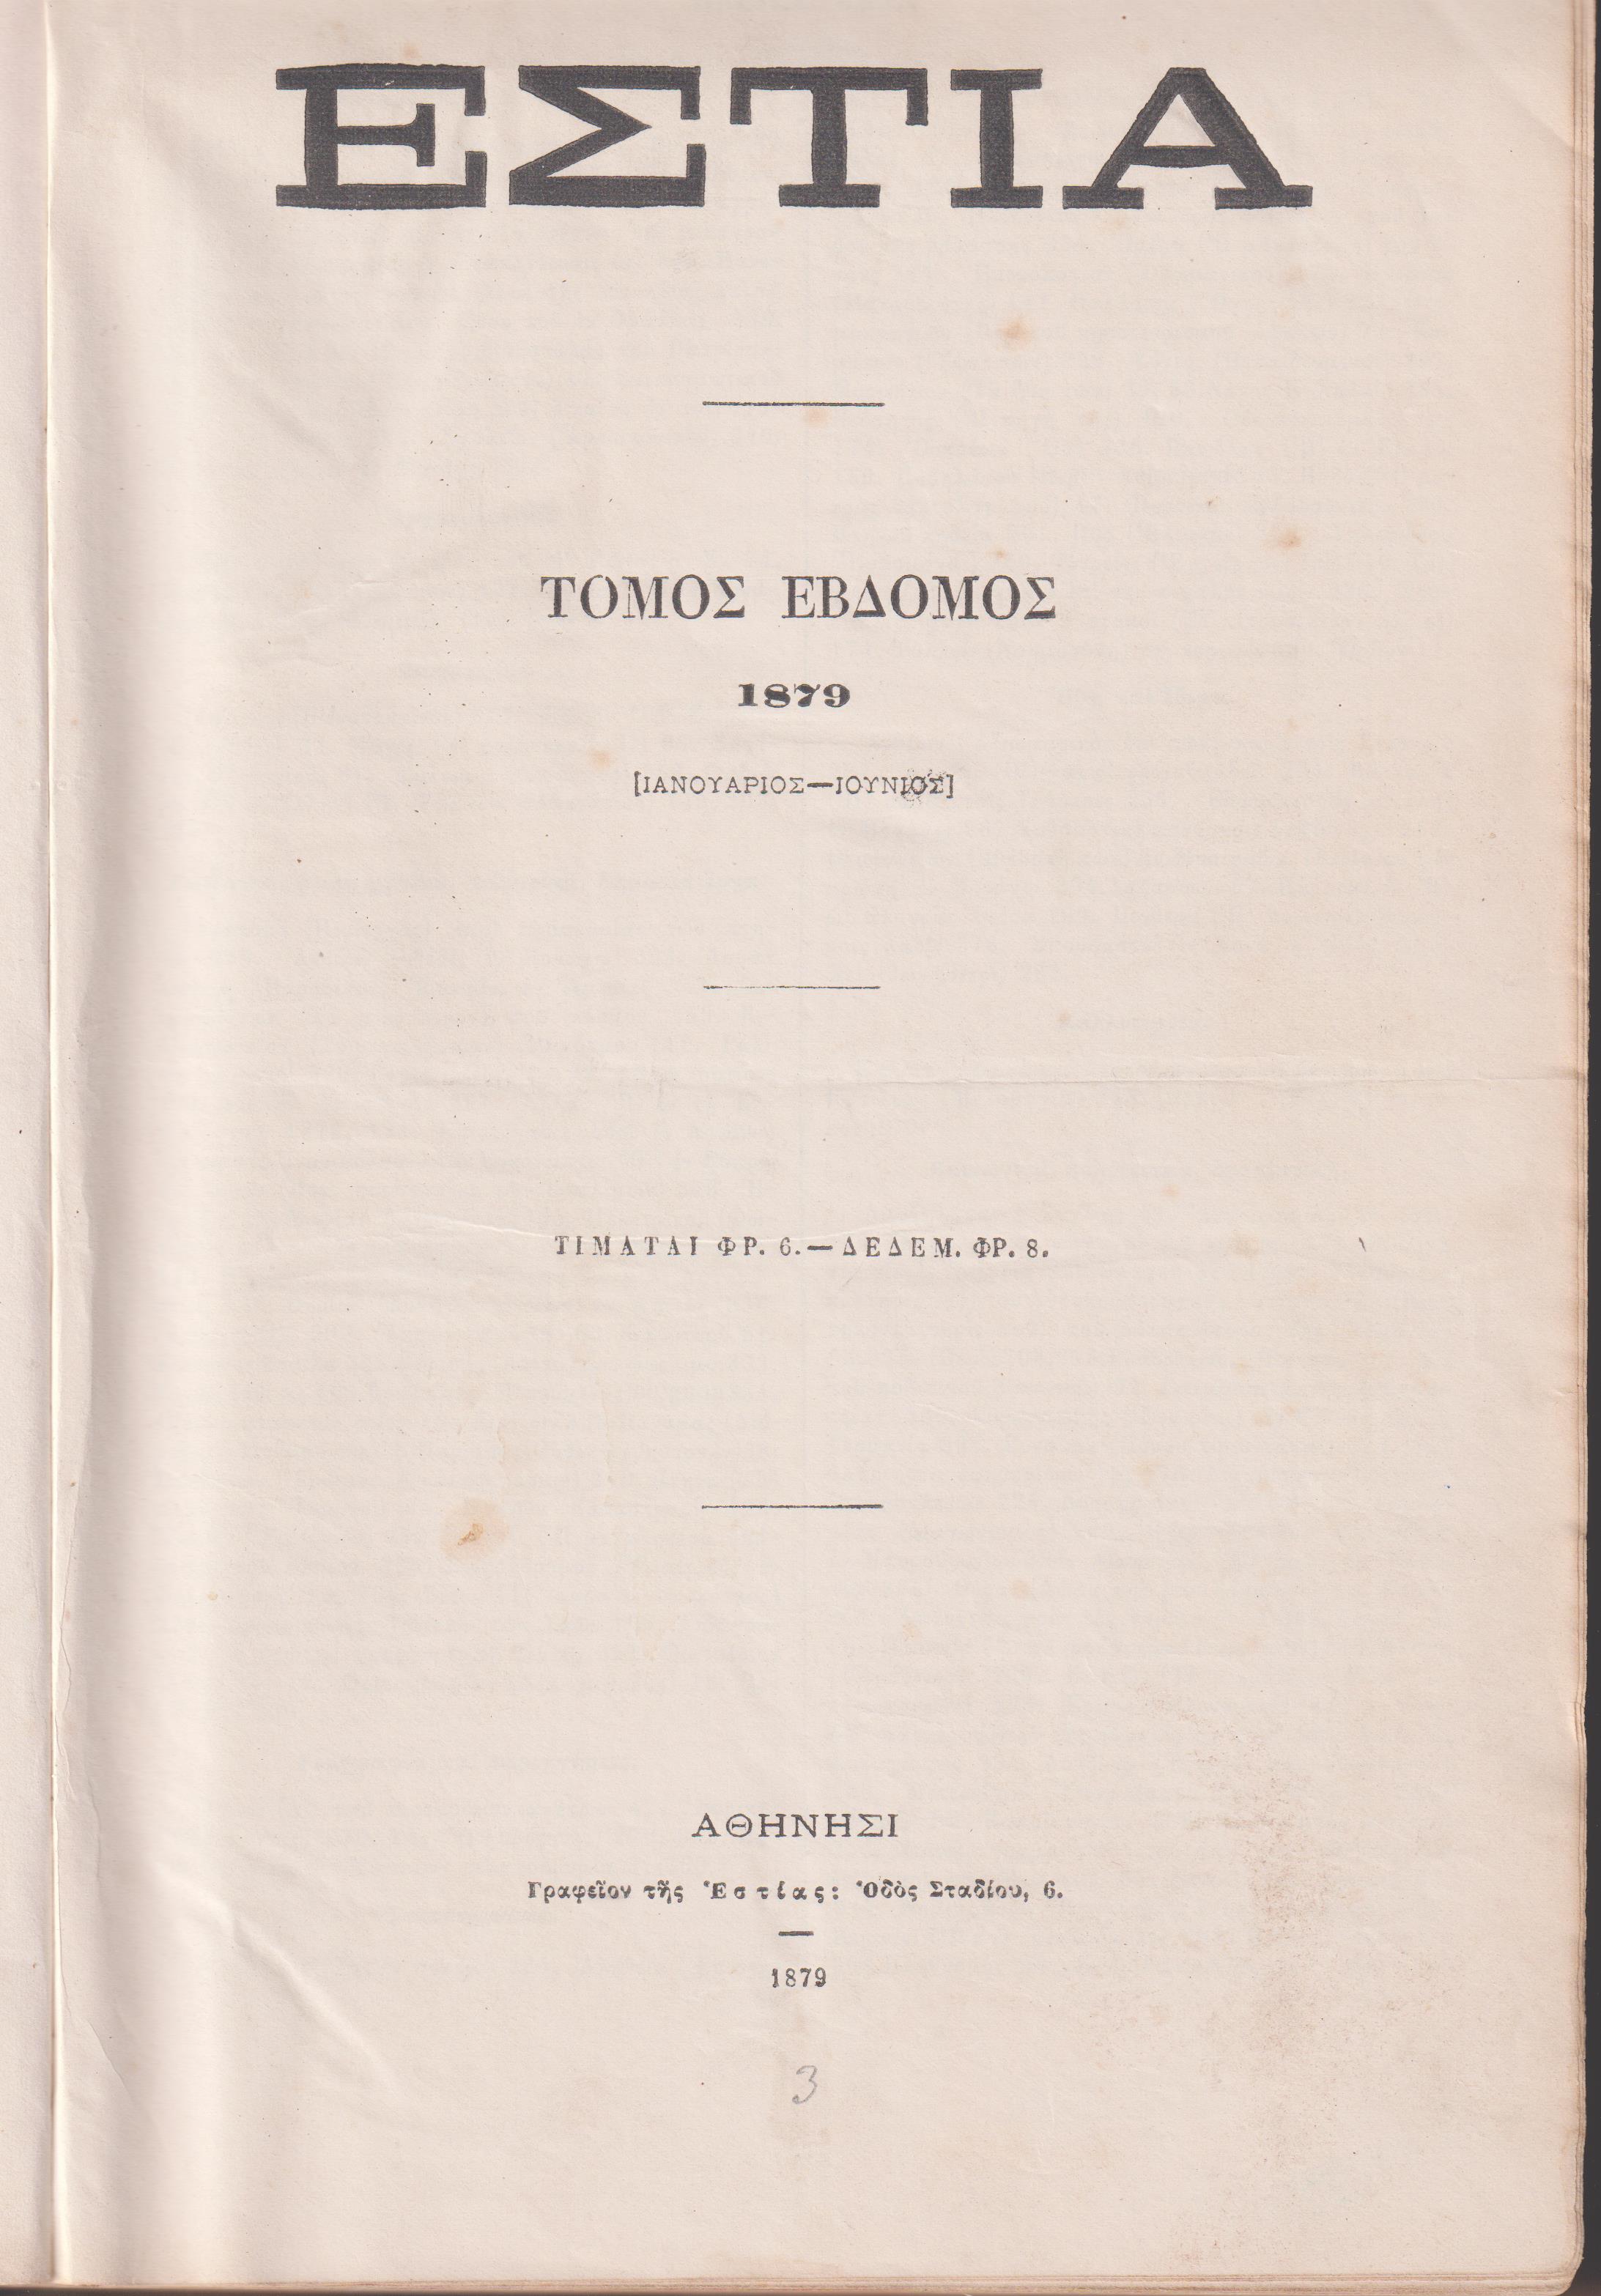 ΕΣΤΙΑ
ΤΟΜΟΣ ΕΒΔΟΜΟΣ
1879
[ΙΑΝΟΥΑΡΙΟΣ—ΙΟΥΝΙΟΣ]
ΤΙΜΑΤΑΙ ΦΡ. 6.—ΔΕΔΕΜ. ΦΡ. 8.
ΑΘΗΝΗΣΙ
Γραφεῖον τῆς Ἑστίας: Ὁδὸς Σταδίου, 6.
1879
3